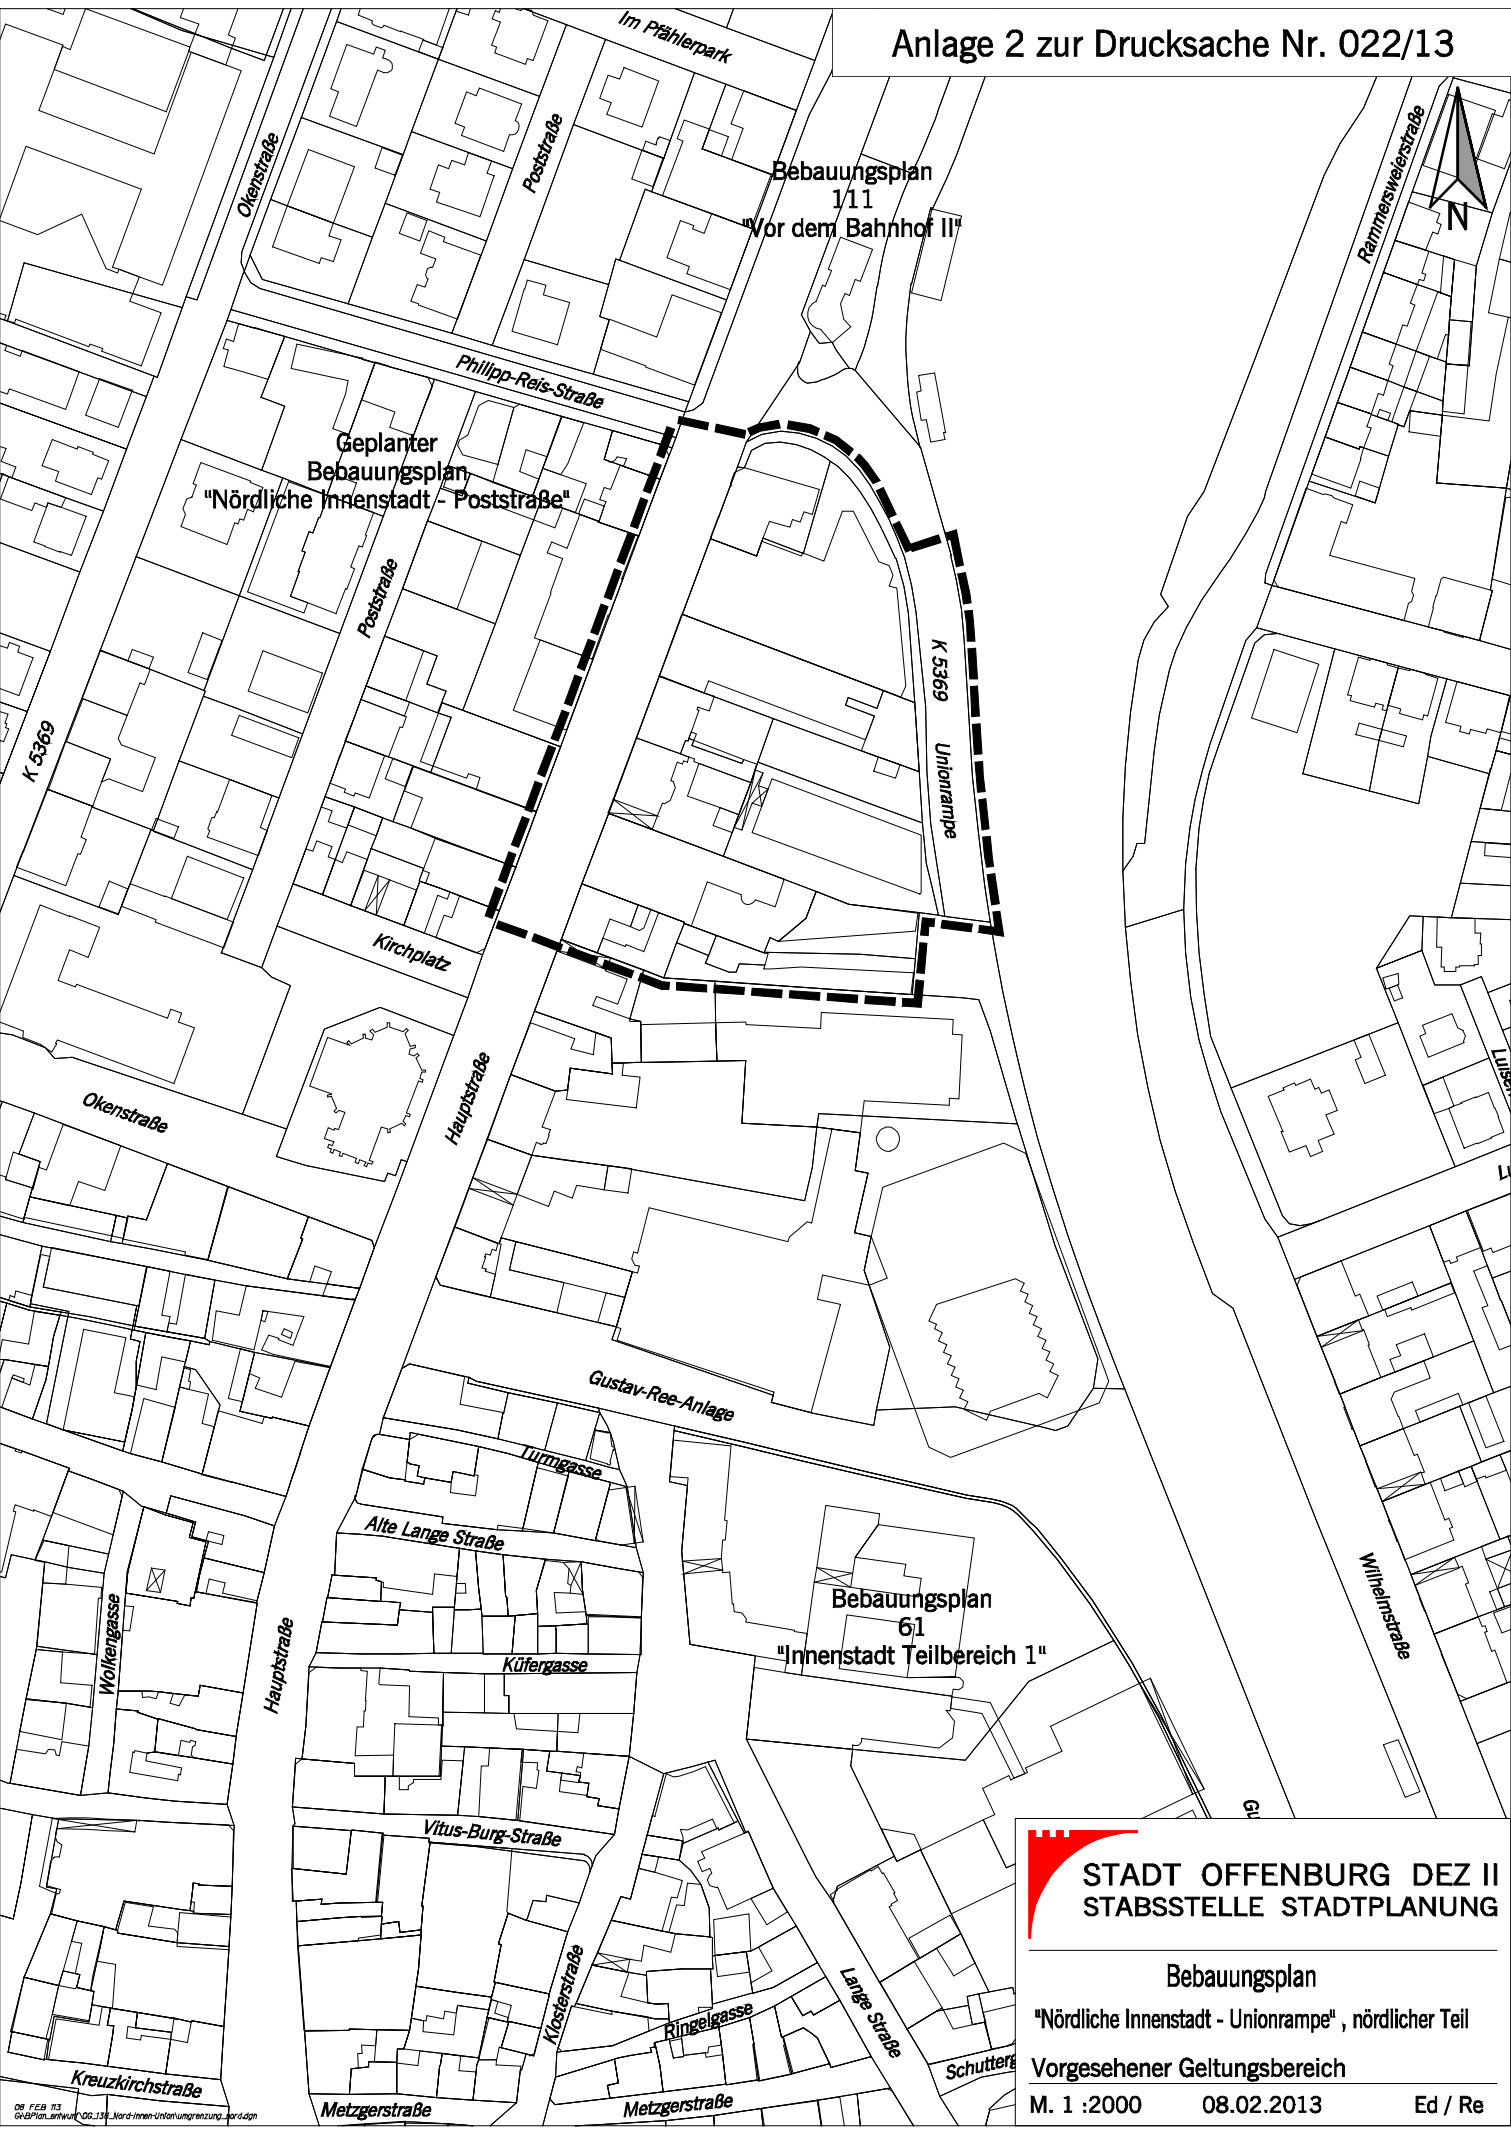 Anlage 2 zur Drucksache Nr. 022/13
Im Pfählerpark
Okenstraße
Poststraße
Bebauungsplan
111
"Vor dem Bahnhof II"
Rammersweierstraße
N
Philipp-Reis-Straße
Geplanter
Bebauungsplan
"Nördliche Innenstadt - Poststraße"
Poststraße
K 5369
K 5369
Unionrampe
Kirchplatz
Hauptstraße
Okenstraße
Gustav-Ree-Anlage
Turmgasse
Alte Lange Straße
Wolkengasse
Hauptstraße
Küfergasse
Bebauungsplan
61
"Innenstadt Teilbereich 1"
Wilhelmstraße
Vitus-Burg-Straße
Klosterstraße
Ringelgasse
Lange Straße
Schutterg
Kreuzkirchstraße
Metzgerstraße
Metzgerstraße
Gu
Lu
STADT OFFENBURG DEZ II
STABSSTELLE STADTPLANUNG
Bebauungsplan
"Nördliche Innenstadt - Unionrampe" , nördlicher Teil
Vorgesehener Geltungsbereich
M. 1 :2000 08.02.2013 Ed / Re